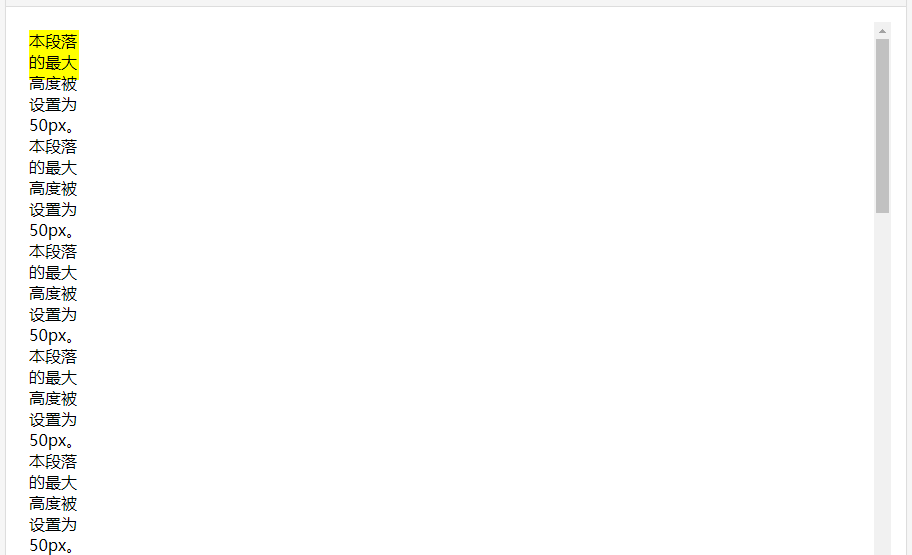 本段落
的最大
高度被
设置为
50px。
本段落
的最大
高度被
设置为
50px。
本段落
的最大
高度被
设置为
50px。
本段落
的最大
高度被
设置为
50px。
本段落
的最大
高度被
设置为
50px。